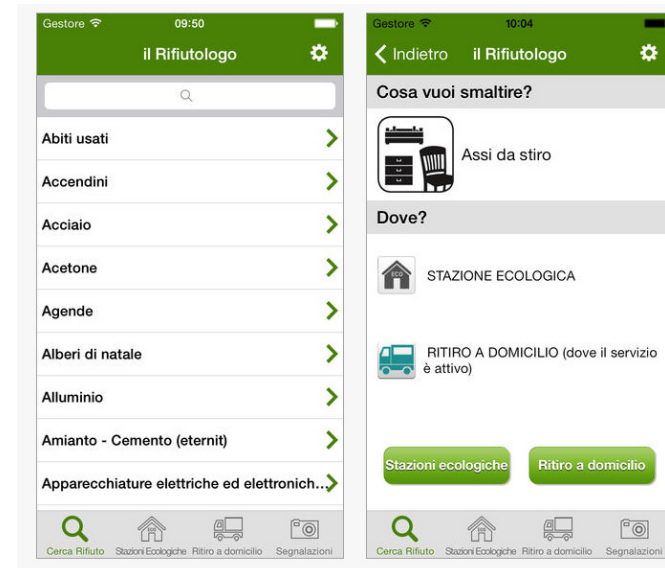 Gestore 09:50
il Rifiutologo
Abiti usati
Accendini
Acciaio
Acetone
Agende
Alberi di natale
Alluminio
Amianto - Cemento (eternit)
Apparecchiature elettriche ed elettronich...
Cerca Rifiuto Stazioni Ecologiche Ritiro a domicilio Segnalazioni
Gestore 10:04
Indietro il Rifiutologo
Cosa vuoi smaltire?
Assi da stiro
Dove?
ECO
STAZIONE ECOLOGICA
RITIRO A DOMICILIO (dove il servizio
è attivo)
Stazioni ecologiche Ritiro a domicilio
Cerca Rifiuto Stazioni Ecologiche Ritiro a domicilio Segnalazioni